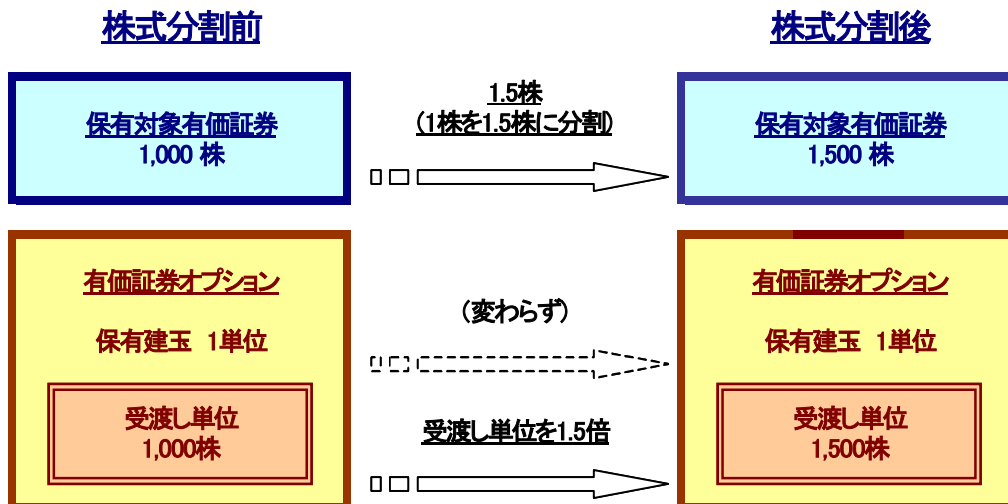 株式分割前
株式分割後
保有対象有価証券
1,000 株
1.5株
(1株を1.5株に分割)
保有対象有価証券
1,500 株
有価証券オプション
保有建玉 1単位
受渡し単位
1,000株
(変わらず)
受渡し単位を1.5倍
有価証券オプション
保有建玉 1単位
受渡し単位
1,500株